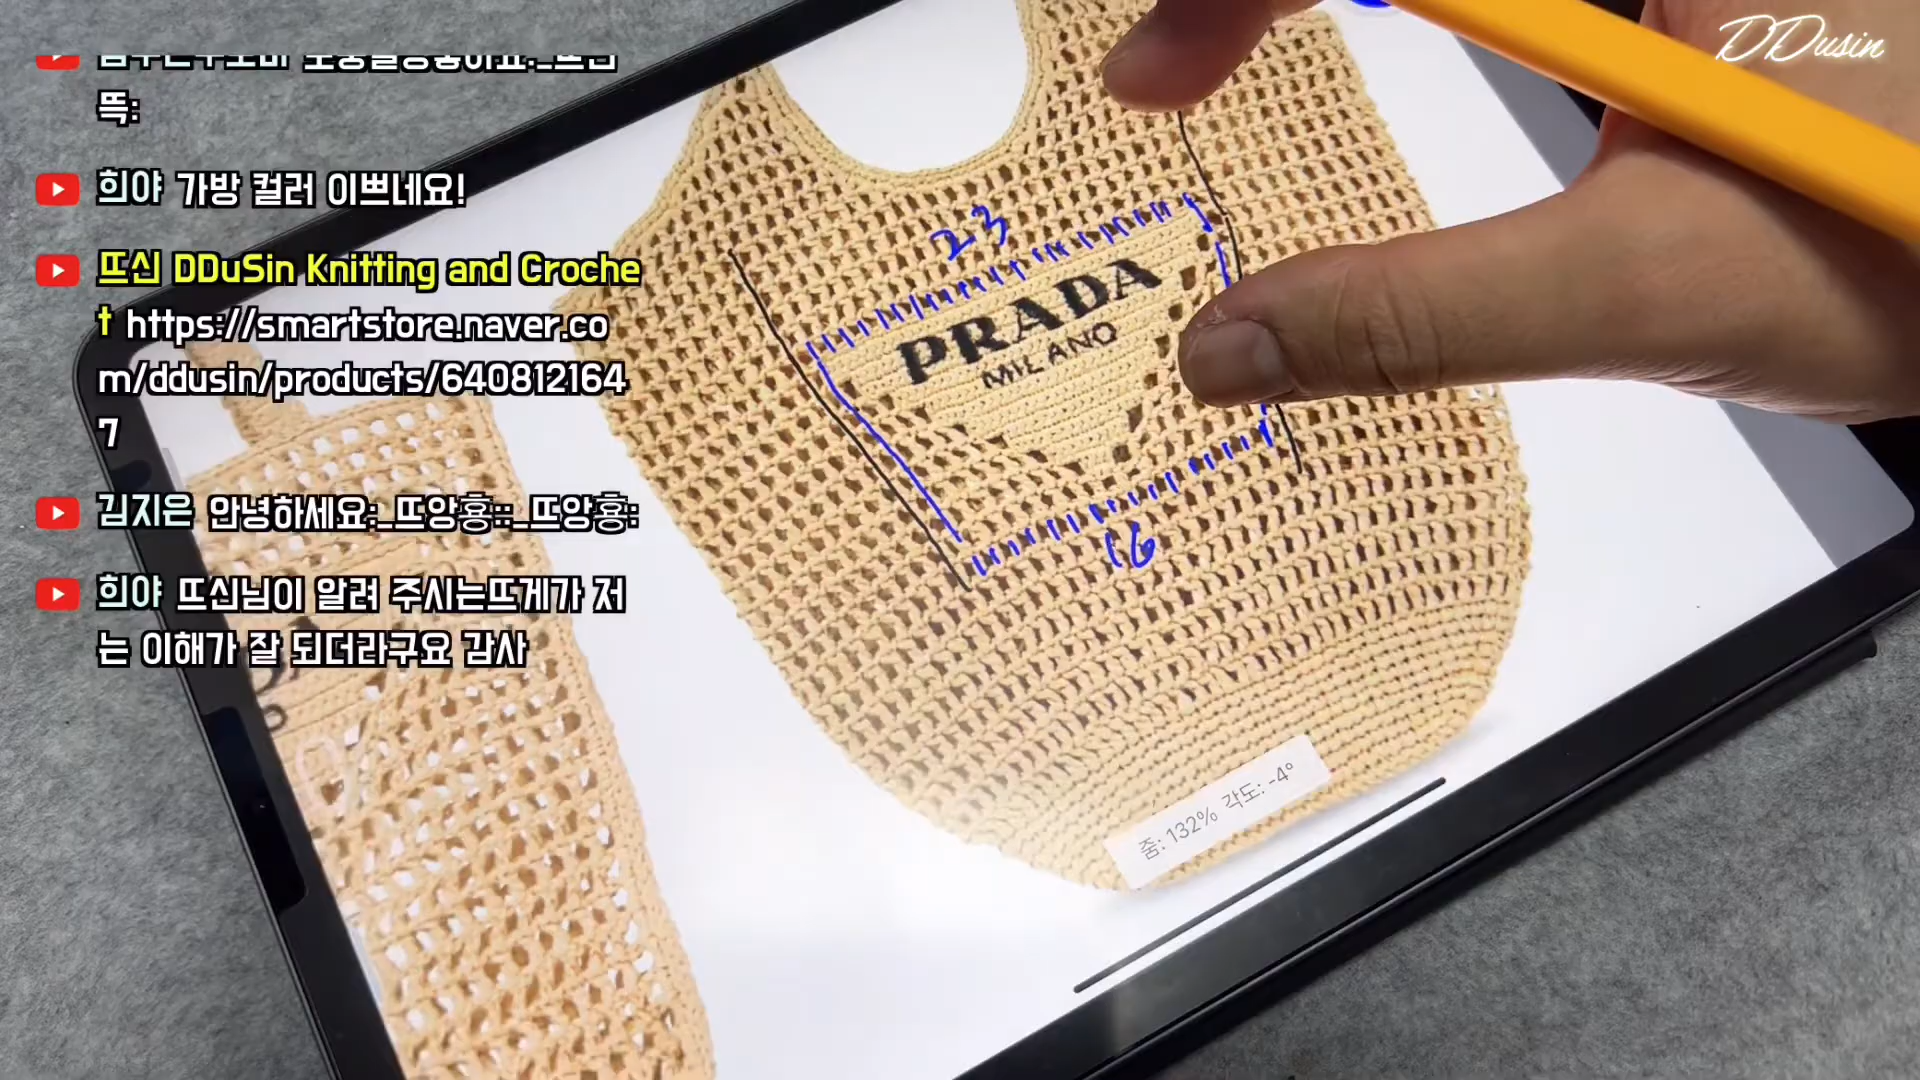 뜩:
희야 가방 컬러 이쁘네요!
뜨신 DDuSin Knitting and Croche
t https://smartstore.naver.co
m/ddusin/products/640812164
7
김지은 안녕하세요:_뜨앙흉::_뜨앙흉:
희야 뜨신님이 알려 주시는뜨게가 저
는 이해가 잘 되더라구요 감사
DDusin
23
PRADA
MILANO
16
줌: 132% 각도: -4°